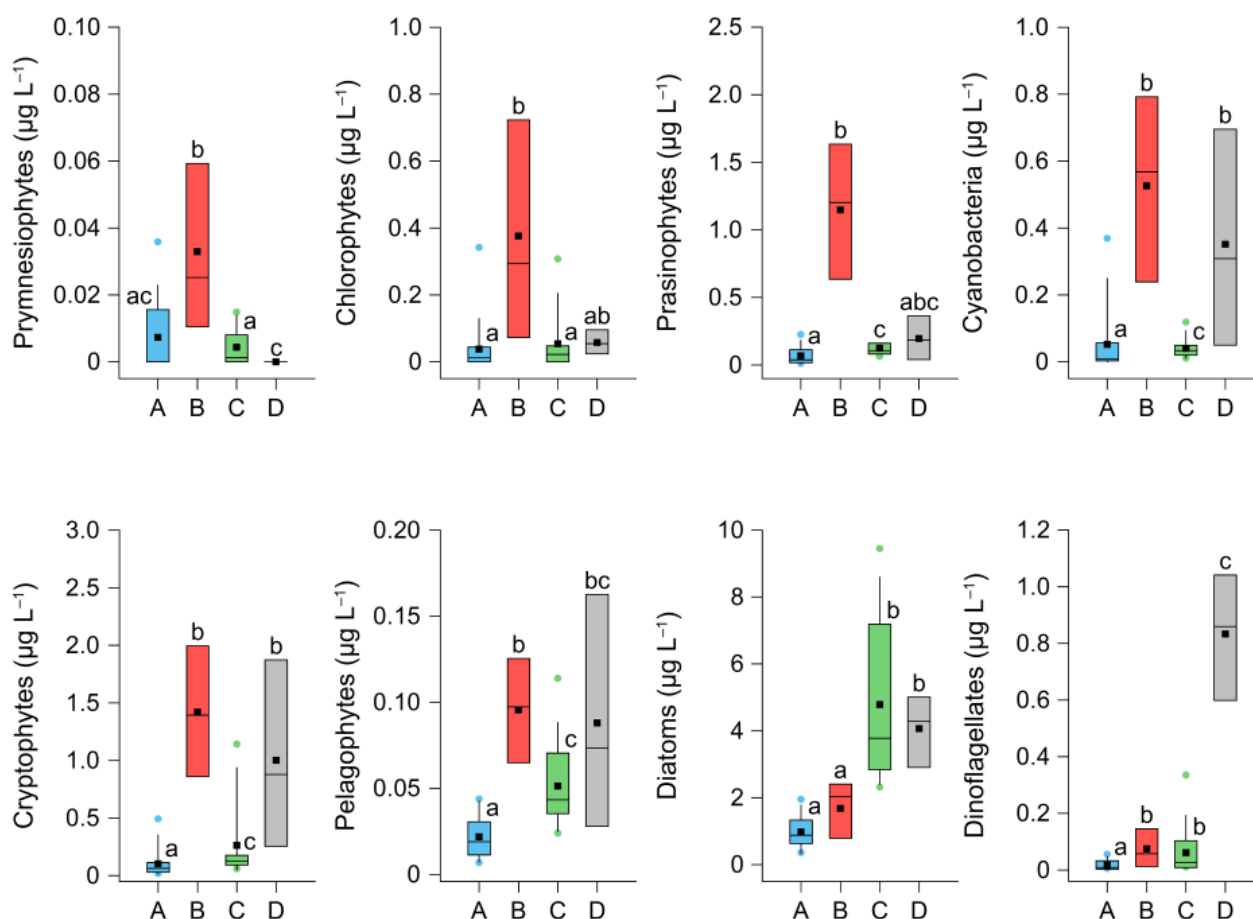 Prymnesiophytes (µg L⁻¹)
0.10
0.08
0.06
0.04
0.02
0
ac
b
a
c
A B C D
Chlorophytes (µg L⁻¹)
1.0
0.8
0.6
0.4
0.2
0
a
b
a
ab
A B C D
Prasinophytes (µg L⁻¹)
2.5
2.0
1.5
1.0
0.5
0
a
b
c
abc
A B C D
Cyanobacteria (µg L⁻¹)
1.0
0.8
0.6
0.4
0.2
0
a
b
c
b
A B C D
Cryptophytes (µg L⁻¹)
3.0
2.5
2.0
1.5
1.0
0.5
0
a
b
c
b
A B C D
Pelagophytes (µg L⁻¹)
0.20
0.15
0.10
0.05
0
a
b
c
bc
A B C D
Diatoms (µg L⁻¹)
10
8
6
4
2
0
a
a
b
b
A B C D
Dinoflagellates (µg L⁻¹)
1.2
1.0
0.8
0.6
0.4
0.2
0
a
b
b
c
A B C D